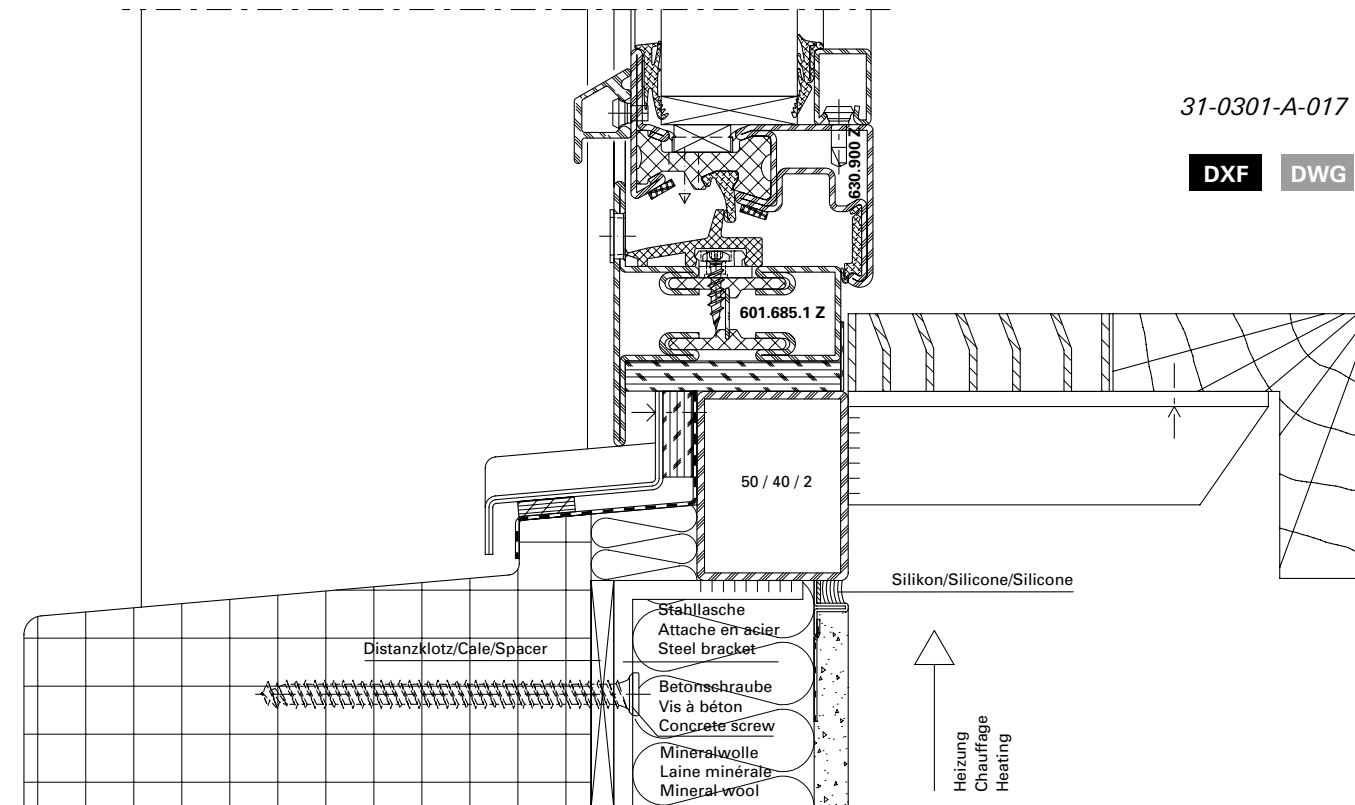 31-0301-A-017
DXF DWG
630.900 Z
601.685.1 Z
50 / 40 / 2
Silikon/Silicone/Silicone
Stahllasche
Attache en acier
Steel bracket
Distanzklotz/Cale/Spacer
Betonschraube
Vis à béton
Concrete screw
Mineralwolle
Laine minérale
Mineral wool
Heizung
Chauffage
Heating